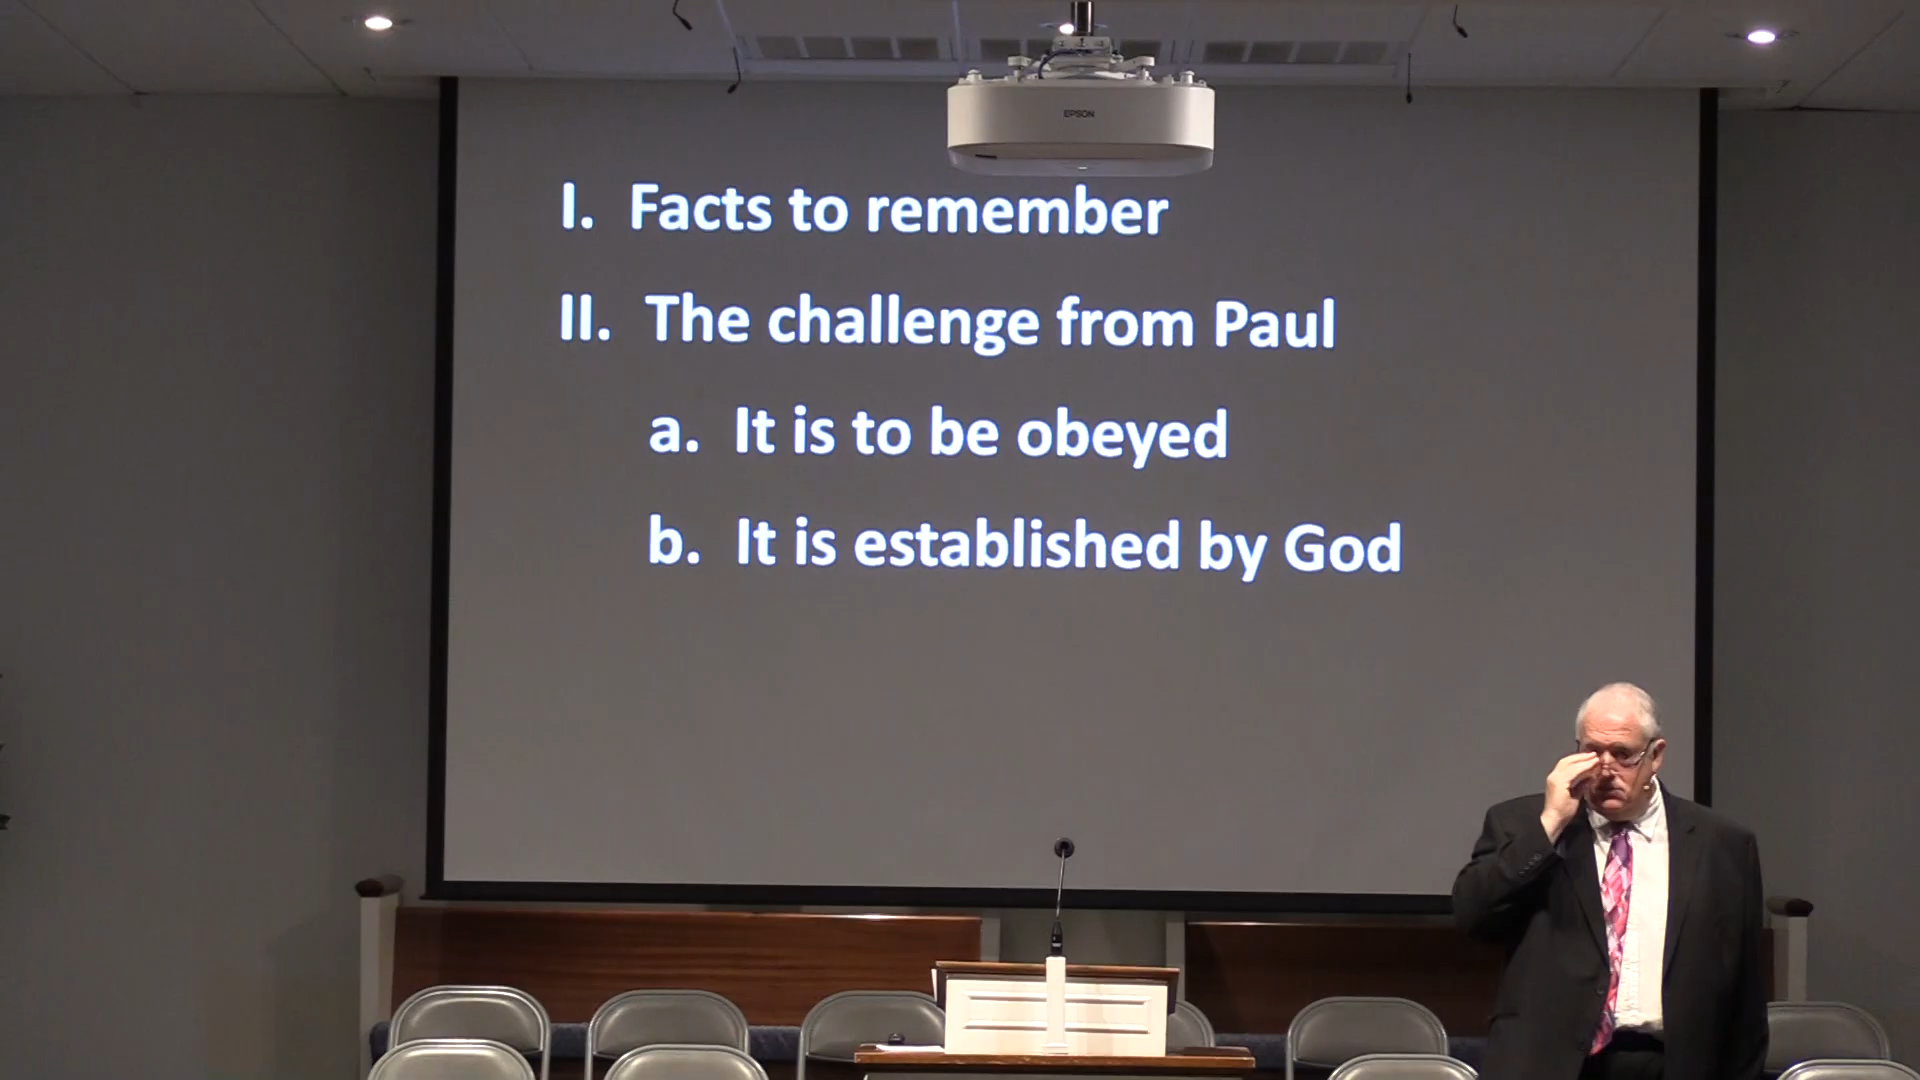 EPSON
I. Facts to remember
II. The challenge from Paul
a. It is to be obeyed
b. It is established by God